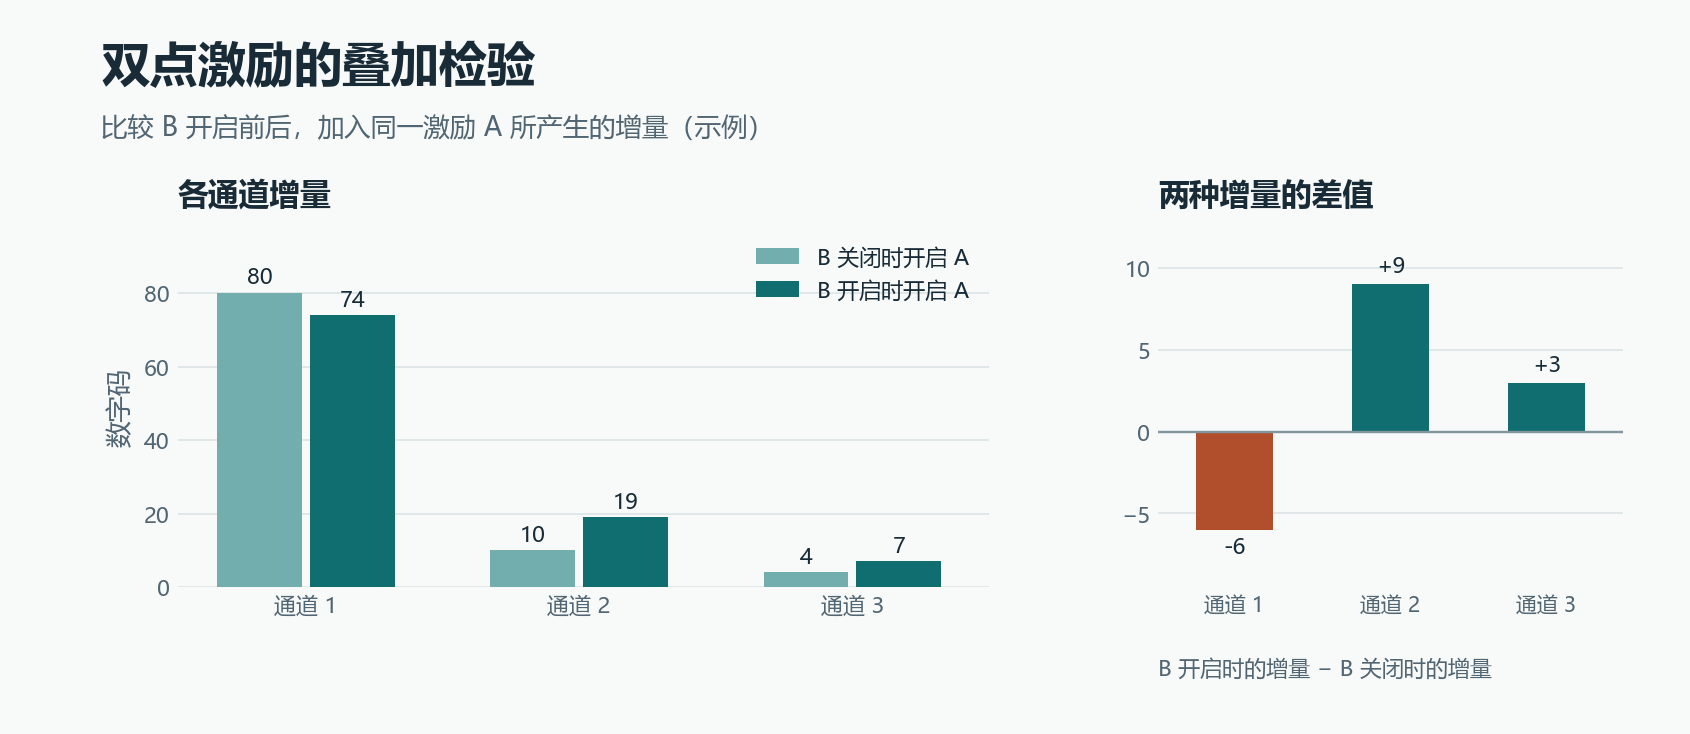 双点激励的叠加检验
比较 B 开启前后，加入同一激励 A 所产生的增量（示例）
各通道增量
B 关闭时开启 A
B 开启时开启 A
数字码
80
60
40
20
0
80
74
10
19
4
7
通道 1
通道 2
通道 3
两种增量的差值
10
5
0
−5
-6
+9
+3
通道 1
通道 2
通道 3
B 开启时的增量 − B 关闭时的增量